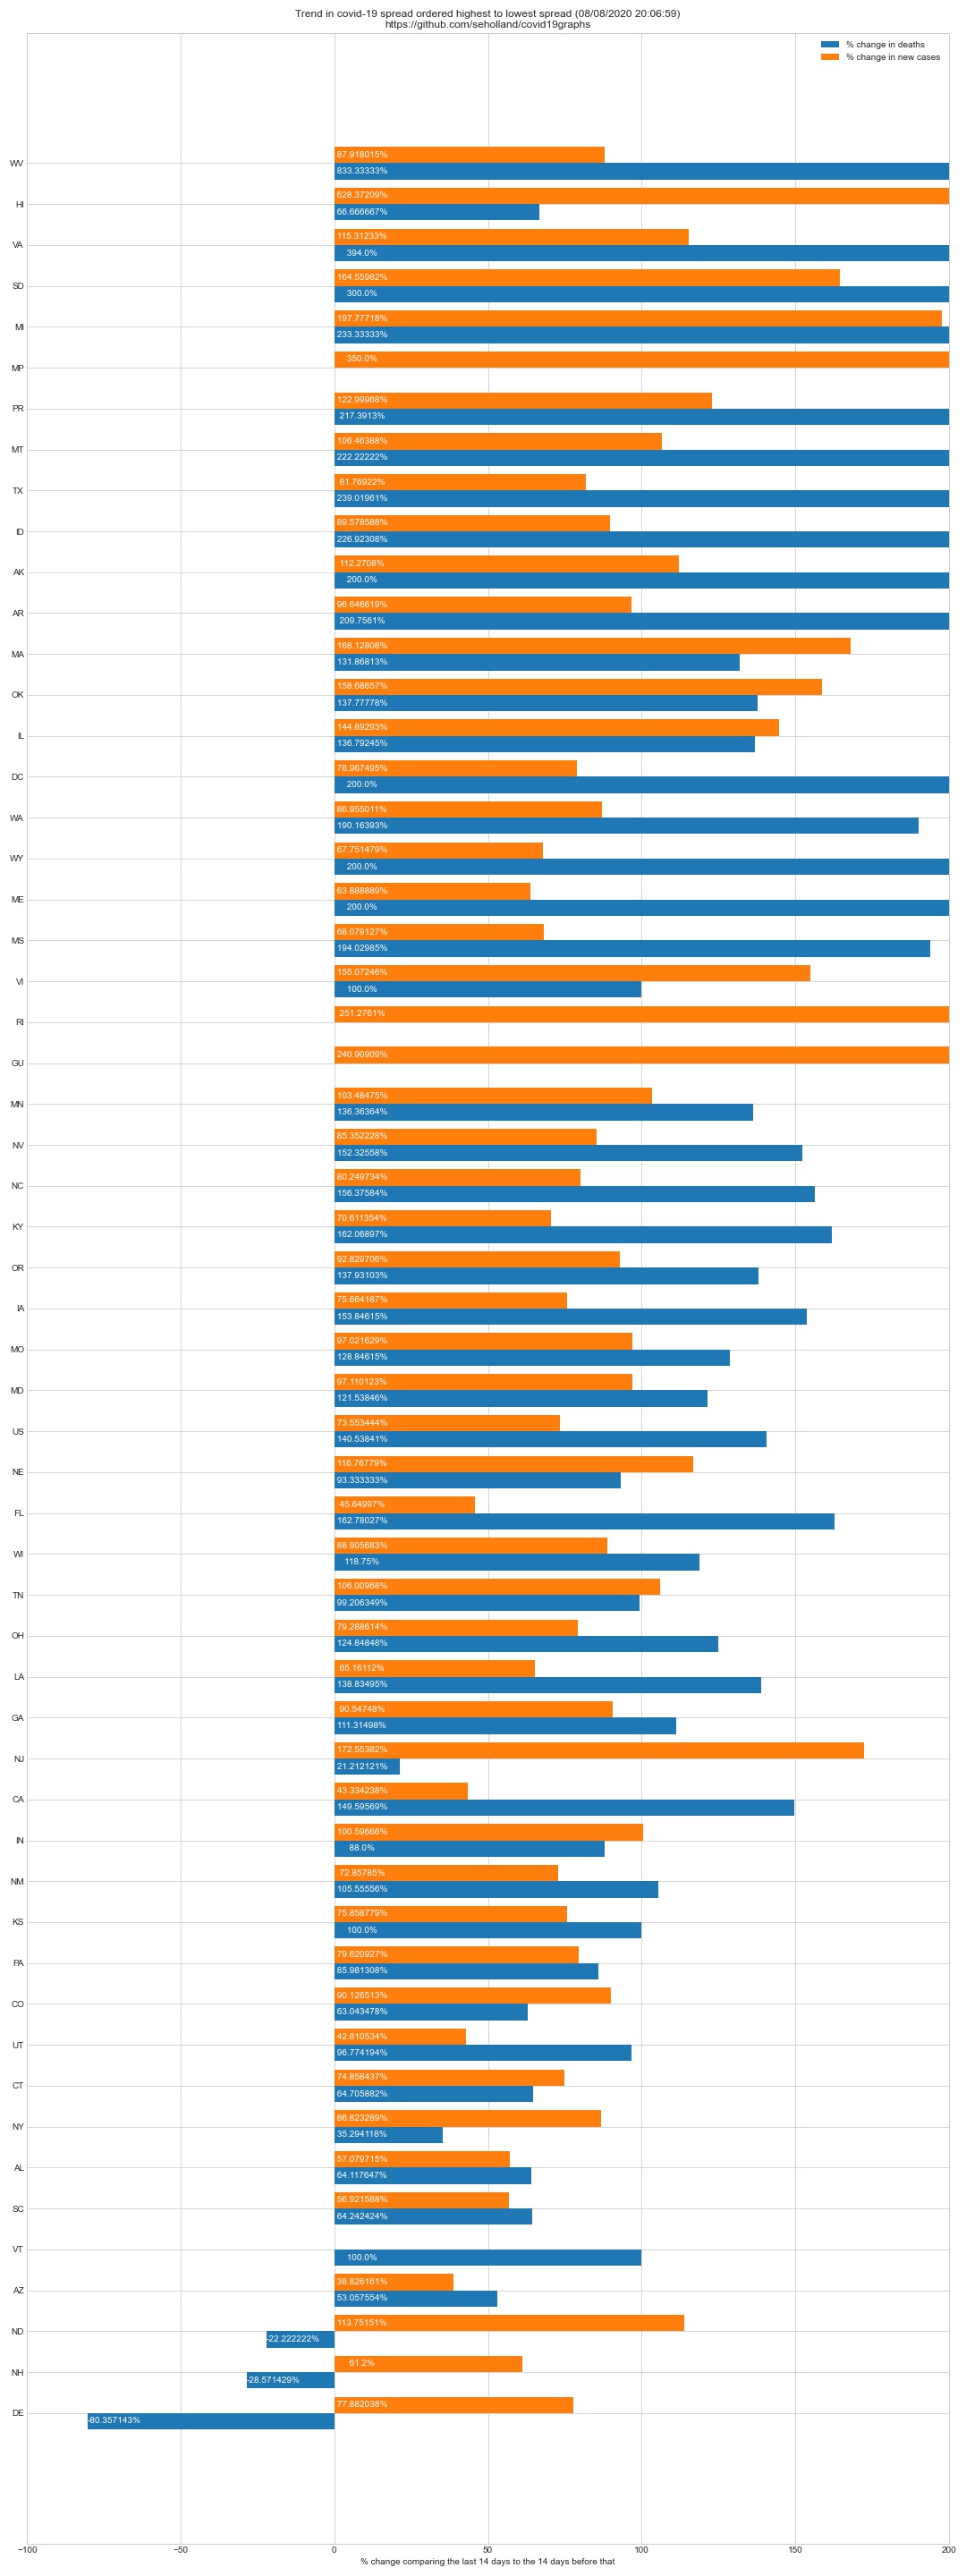 Trend in covid-19 spread ordered highest to lowest spread (08/08/2020 20:06:59)
https://github.com/seholland/covid19graphs
% change in deaths
% change in new cases
87.918015%
WV
833.33333%
628.37209%
HI
66.666667%
115.31233%
VA
394.0%
164.55982%
SD
300.0%
197.77718%
MI
233.33333%
350.0%
MP
122.99968%
PR
217.3913%
106.46388%
MT
222.22222%
81.76922%
TX
239.01961%
89.578588%
ID
226.92308%
112.2708%
AK
200.0%
96.646619%
AR
209.7561%
168.12808%
MA
131.86813%
158.68657%
OK
137.77778%
144.89293%
IL
136.79245%
78.967495%
DC
200.0%
86.955011%
WA
190.16393%
67.751479%
WY
200.0%
63.888889%
ME
200.0%
68.079127%
MS
194.02985%
155.07246%
VI
100.0%
251.2761%
RI
240.90909%
GU
103.48475%
MN
136.36364%
85.352228%
NV
152.32558%
80.249734%
NC
156.37584%
70.611354%
KY
162.06897%
92.829706%
OR
137.93103%
75.664187%
IA
153.84615%
97.021629%
MO
128.84615%
97.110123%
MD
121.53846%
73.553444%
US
140.53841%
116.76779%
NE
93.333333%
45.64997%
FL
162.78027%
88.905683%
WI
118.75%
106.00968%
TN
99.206349%
79.288614%
OH
124.84848%
65.16112%
LA
138.83495%
90.54748%
GA
111.31498%
172.55382%
NJ
21.212121%
43.334238%
CA
149.59569%
100.59666%
IN
88.0%
72.85785%
NM
105.55556%
75.858779%
KS
100.0%
79.620927%
PA
85.981308%
90.126513%
CO
63.043478%
42.810534%
UT
96.774194%
74.858437%
CT
64.705882%
86.823289%
NY
35.294118%
57.079715%
AL
64.117647%
56.921588%
SC
64.242424%
VT
100.0%
38.826161%
AZ
53.057554%
113.75151%
ND
-22.222222%
61.2%
NH
-28.571429%
77.882038%
DE
-80.357143%
−100 −50 0 50 100 150 200
% change comparing the last 14 days to the 14 days before that